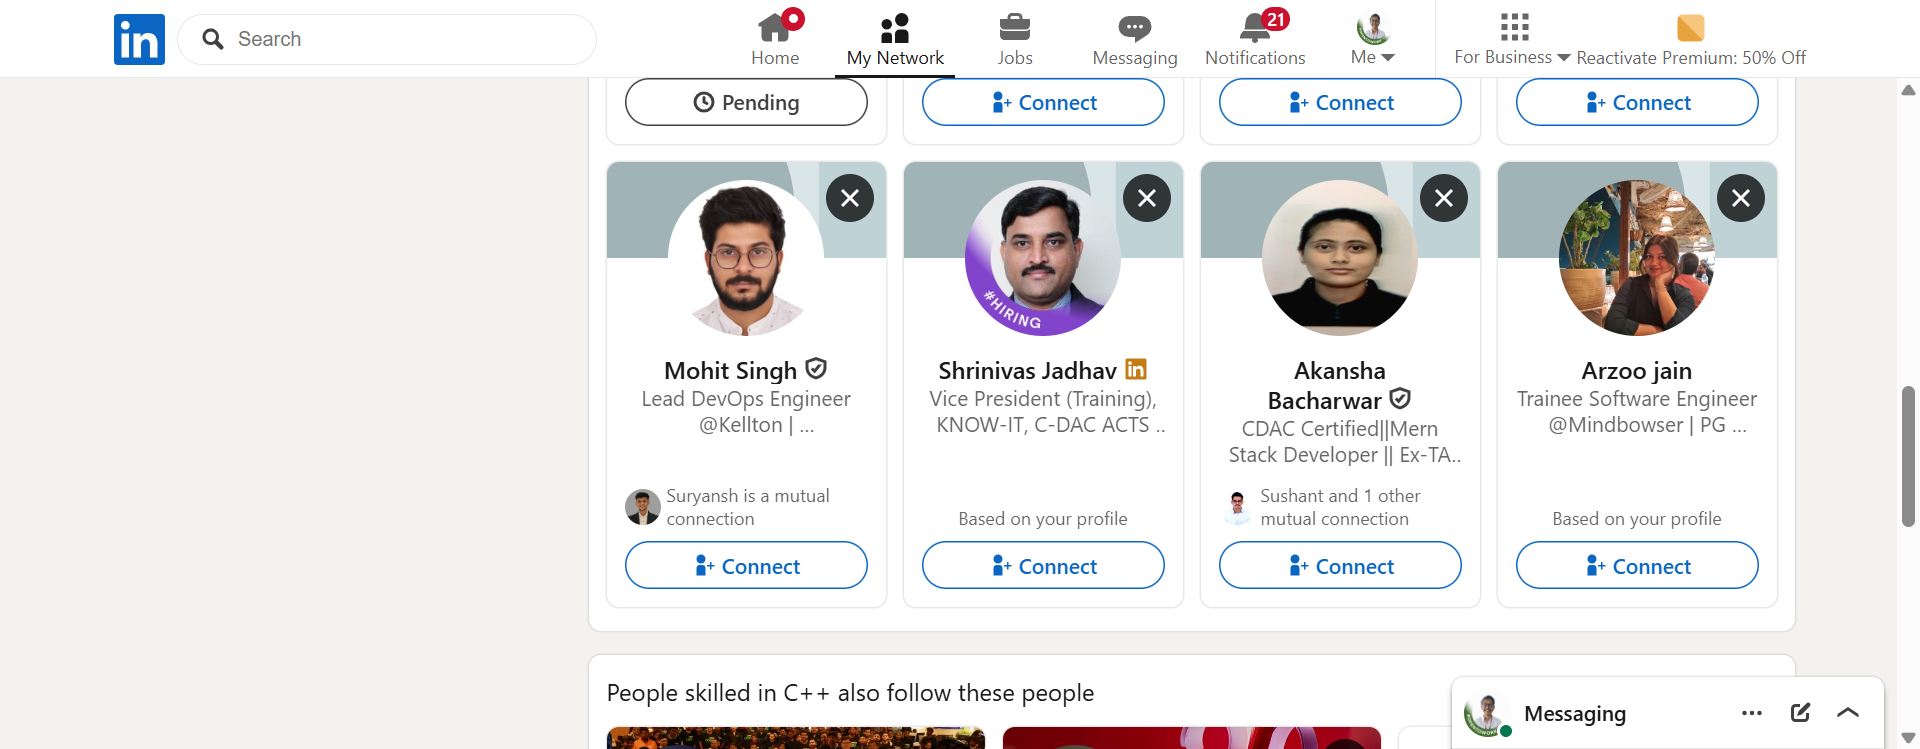 in
Search
Home
My Network
Jobs
Messaging
21
Notifications
Me
For Business
Reactivate Premium: 50% Off
Pending
Connect
Connect
Connect
Mohit Singh
Lead DevOps Engineer
@Kellton | ...
Suryansh is a mutual
connection
Connect
#HIRING
Shrinivas Jadhav in
Vice President (Training),
KNOW-IT, C-DAC ACTS ..
Based on your profile
Connect
Akansha
Bacharwar
CDAC Certified||Mern
Stack Developer || Ex-TA..
Sushant and 1 other
mutual connection
Connect
Arzoo jain
Trainee Software Engineer
@Mindbowser | PG ...
Based on your profile
Connect
People skilled in C++ also follow these people
Messaging